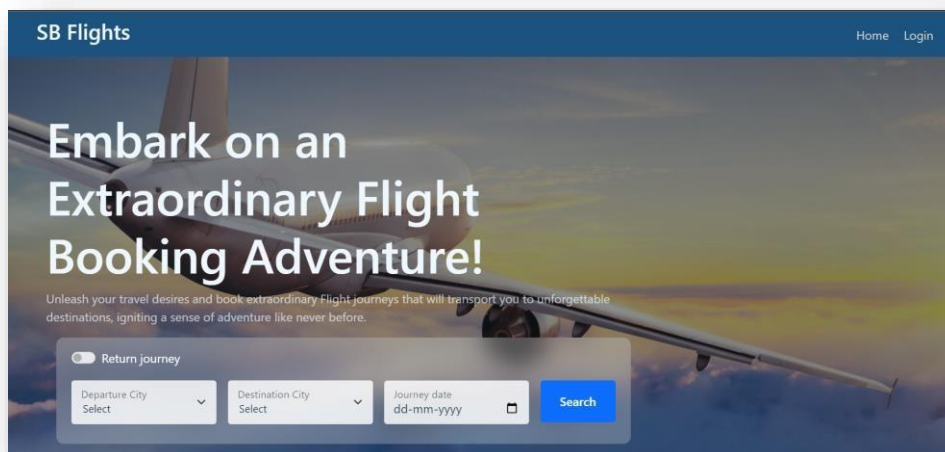 SB Flights
Home Login
Embark on an
Extraordinary Flight
Booking Adventure!
Unleash your travel desires and book extraordinary Flight journeys that will transport you to unforgettable
destinations, igniting a sense of adventure like never before.
Return journey
Departure City
Select
Destination City
Select
Journey date
dd-mm-yyyy
Search